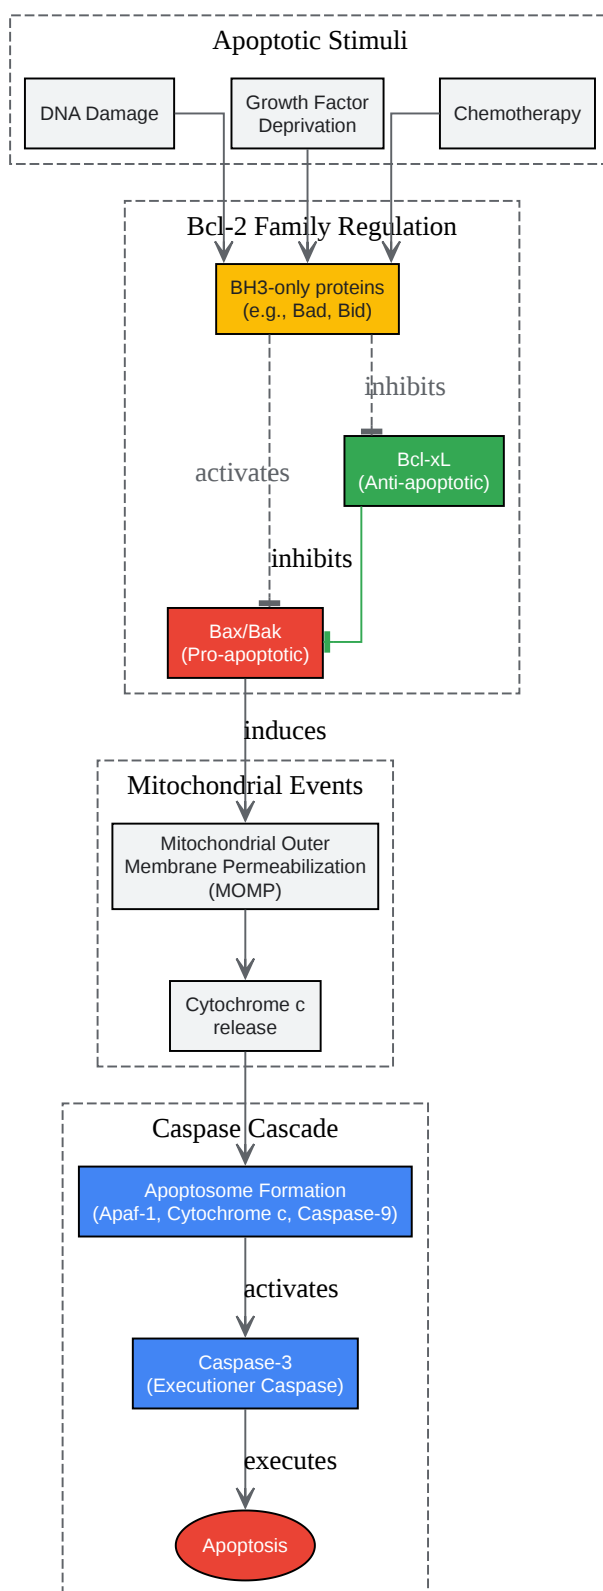 Apoptotic Stimuli
DNA Damage
Growth Factor
Deprivation
Chemotherapy
Bcl-2 Family Regulation
BH3-only proteins
(e.g., Bad, Bid)
inhibits
Bcl-xL
(Anti-apoptotic)
activates
inhibits
Bax/Bak
(Pro-apoptotic)
induces
Mitochondrial Events
Mitochondrial Outer
Membrane Permeabilization
(MOMP)
Cytochrome c
release
Caspase Cascade
Apoptosome Formation
(Apaf-1, Cytochrome c, Caspase-9)
activates
Caspase-3
(Executioner Caspase)
executes
Apoptosis